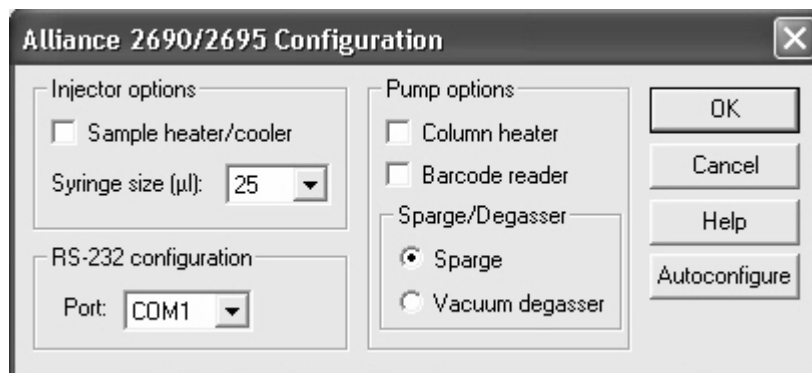 Alliance 2690/2695 Configuration
Injector options
Sample heater/cooler
Syringe size (µl): 25
RS-232 configuration
Port: COM1
Pump options
Column heater
Barcode reader
Sparge/Degasser
Sparge
Vacuum degasser
OK
Cancel
Help
Autoconfigure